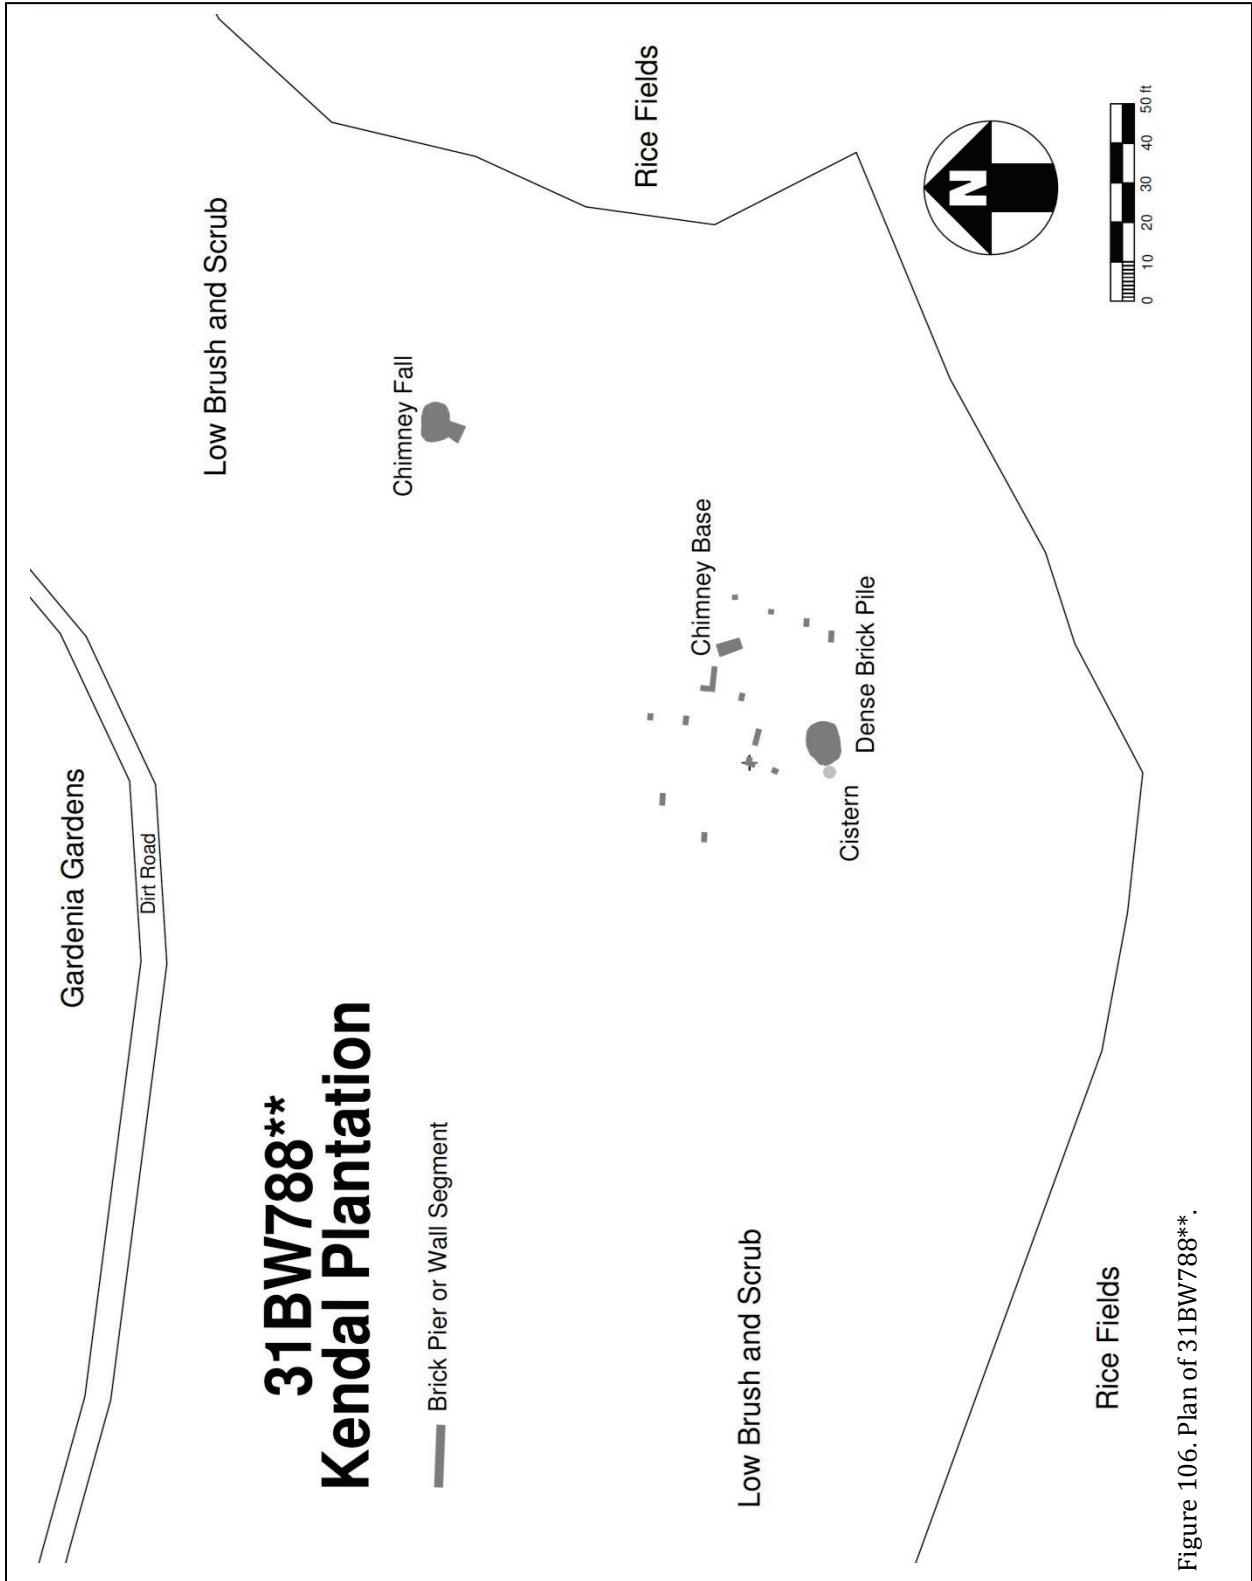 Gardenia Gardens
Dirt Road
31BW788**
Kendal Plantation
Brick Pier or Wall Segment
Low Brush and Scrub
Chimney Fall
Rice Fields
Chimney Base
Dense Brick Pile
Cistern
Low Brush and Scrub
Rice Fields
N
0 10 20 30 40 50 ft
Figure 106. Plan of 31BW788**.